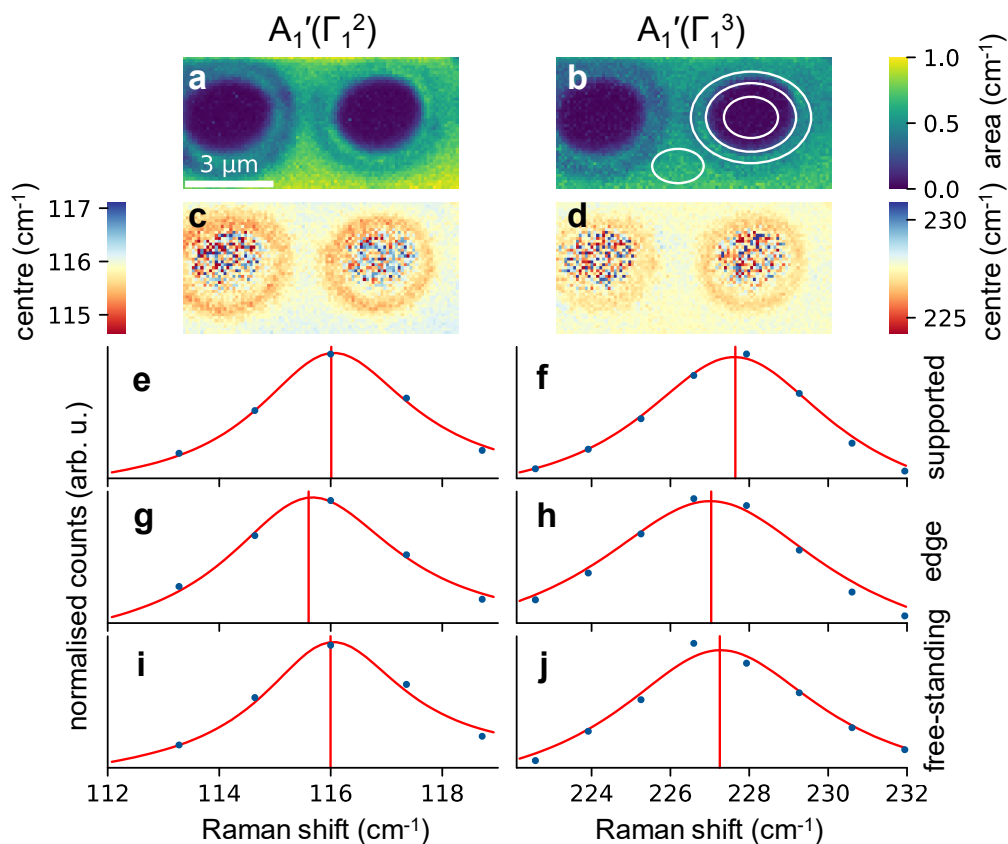 A₁′(Γ₁²)
A₁′(Γ₁³)
a
b
3 μm
1.0
0.5
0.0
area (cm⁻¹)
117
116
115
centre (cm⁻¹)
c
d
230
225
centre (cm⁻¹)
e
f
supported
g
h
edge
i
j
free-standing
normalised counts (arb. u.)
112
114
116
118
224
226
228
230
232
Raman shift (cm⁻¹)
Raman shift (cm⁻¹)